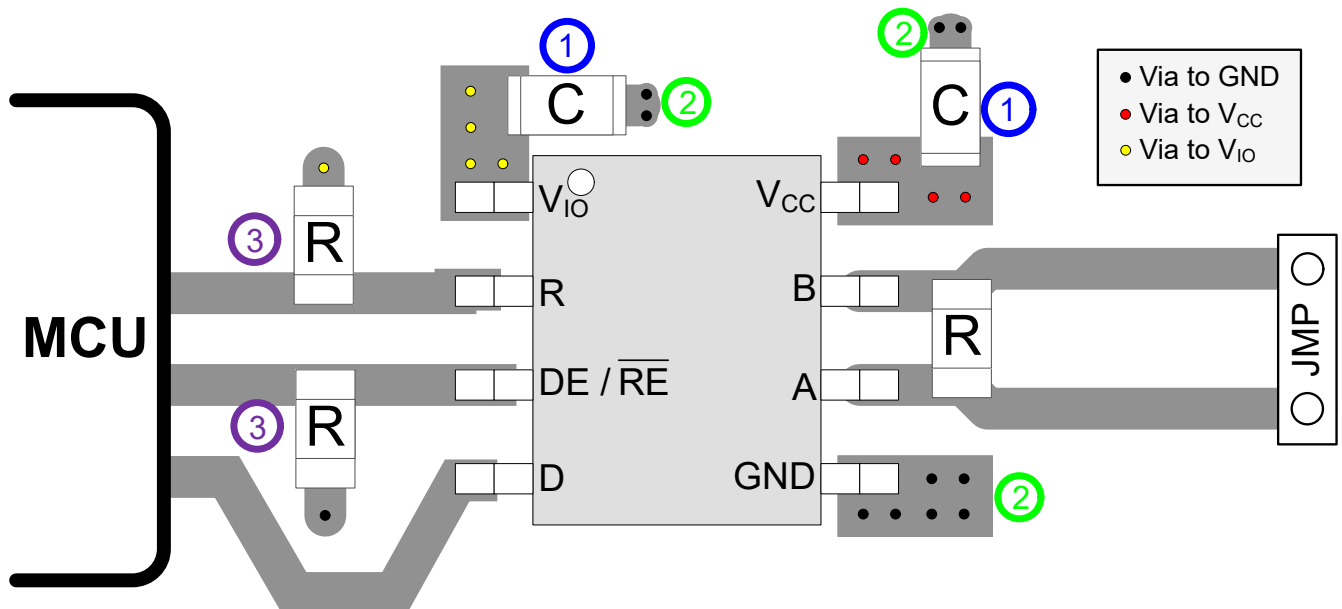 1
2
C
2
C
1
Via to GND
Via to VCC
Via to VIO
VIO
VCC
3
R
R
B
MCU
R
JMP
DE / R̅E̅
A
3
R
D
GND
2